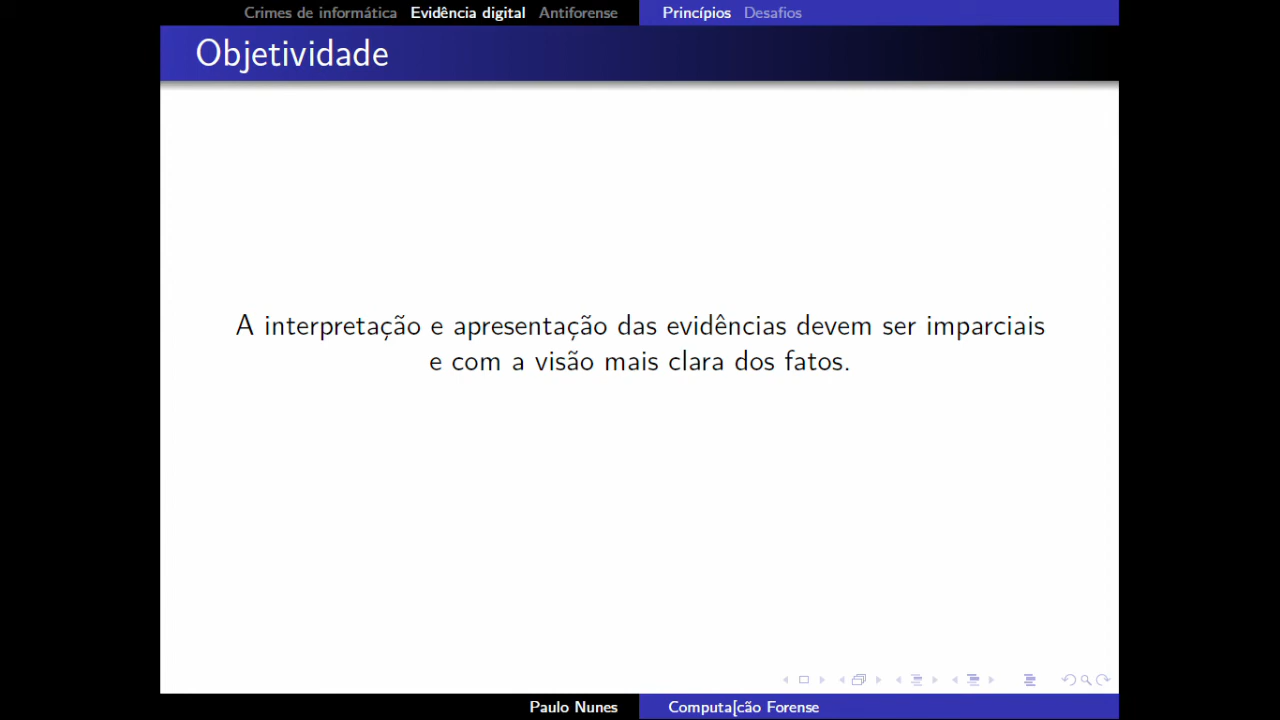 Crimes de informática Evidência digital Antiforense Princípios Desafios
Objetividade
A interpretação e apresentação das evidências devem ser imparciais
e com a visão mais clara dos fatos.
Paulo Nunes Computa[cão Forense